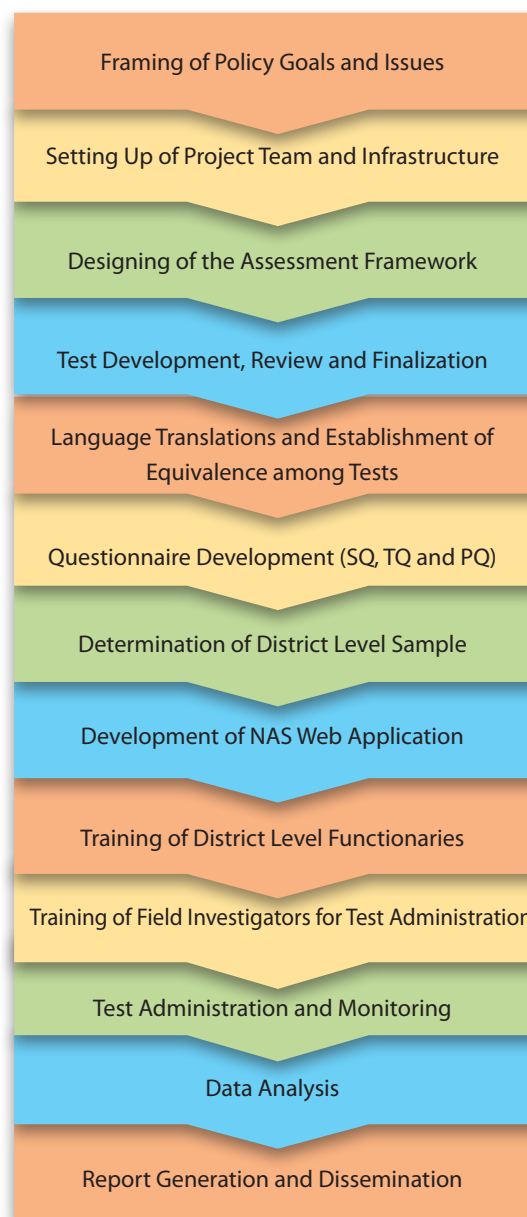 Framing of Policy Goals and Issues
Setting Up of Project Team and Infrastructure
Designing of the Assessment Framework
Test Development, Review and Finalization
Language Translations and Establishment of
Equivalence among Tests
Questionnaire Development (SQ, TQ and PQ)
Determination of District Level Sample
Development of NAS Web Application
Training of District Level Functionaries
Training of Field Investigators for Test Administration
Test Administration and Monitoring
Data Analysis
Report Generation and Dissemination